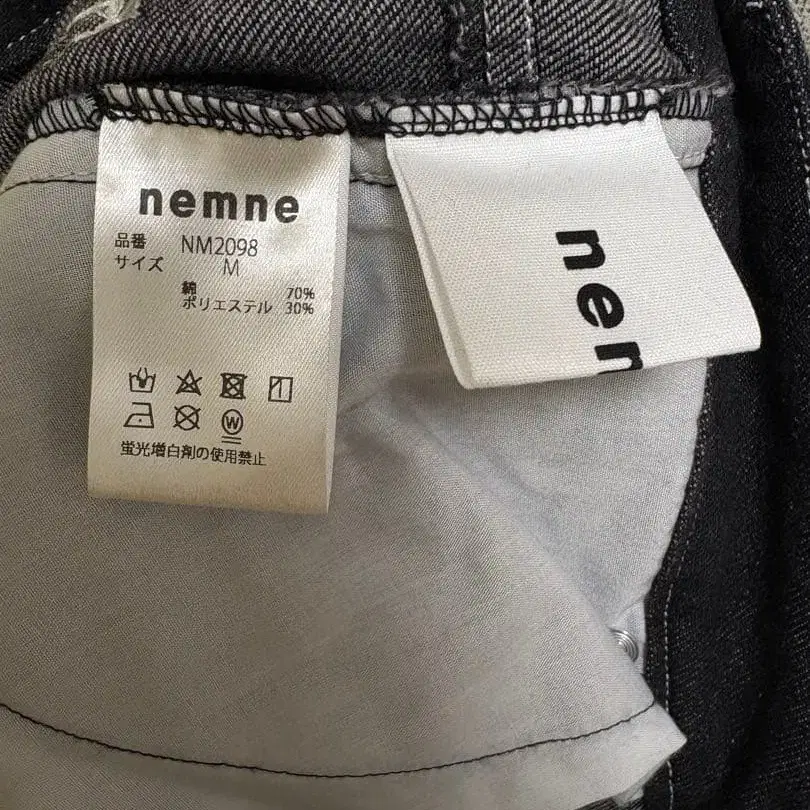 nemne
品番 NM2098
サイズ M
綿 70%
ポリエステル 30%
W
蛍光増白剤の使用禁止
nem